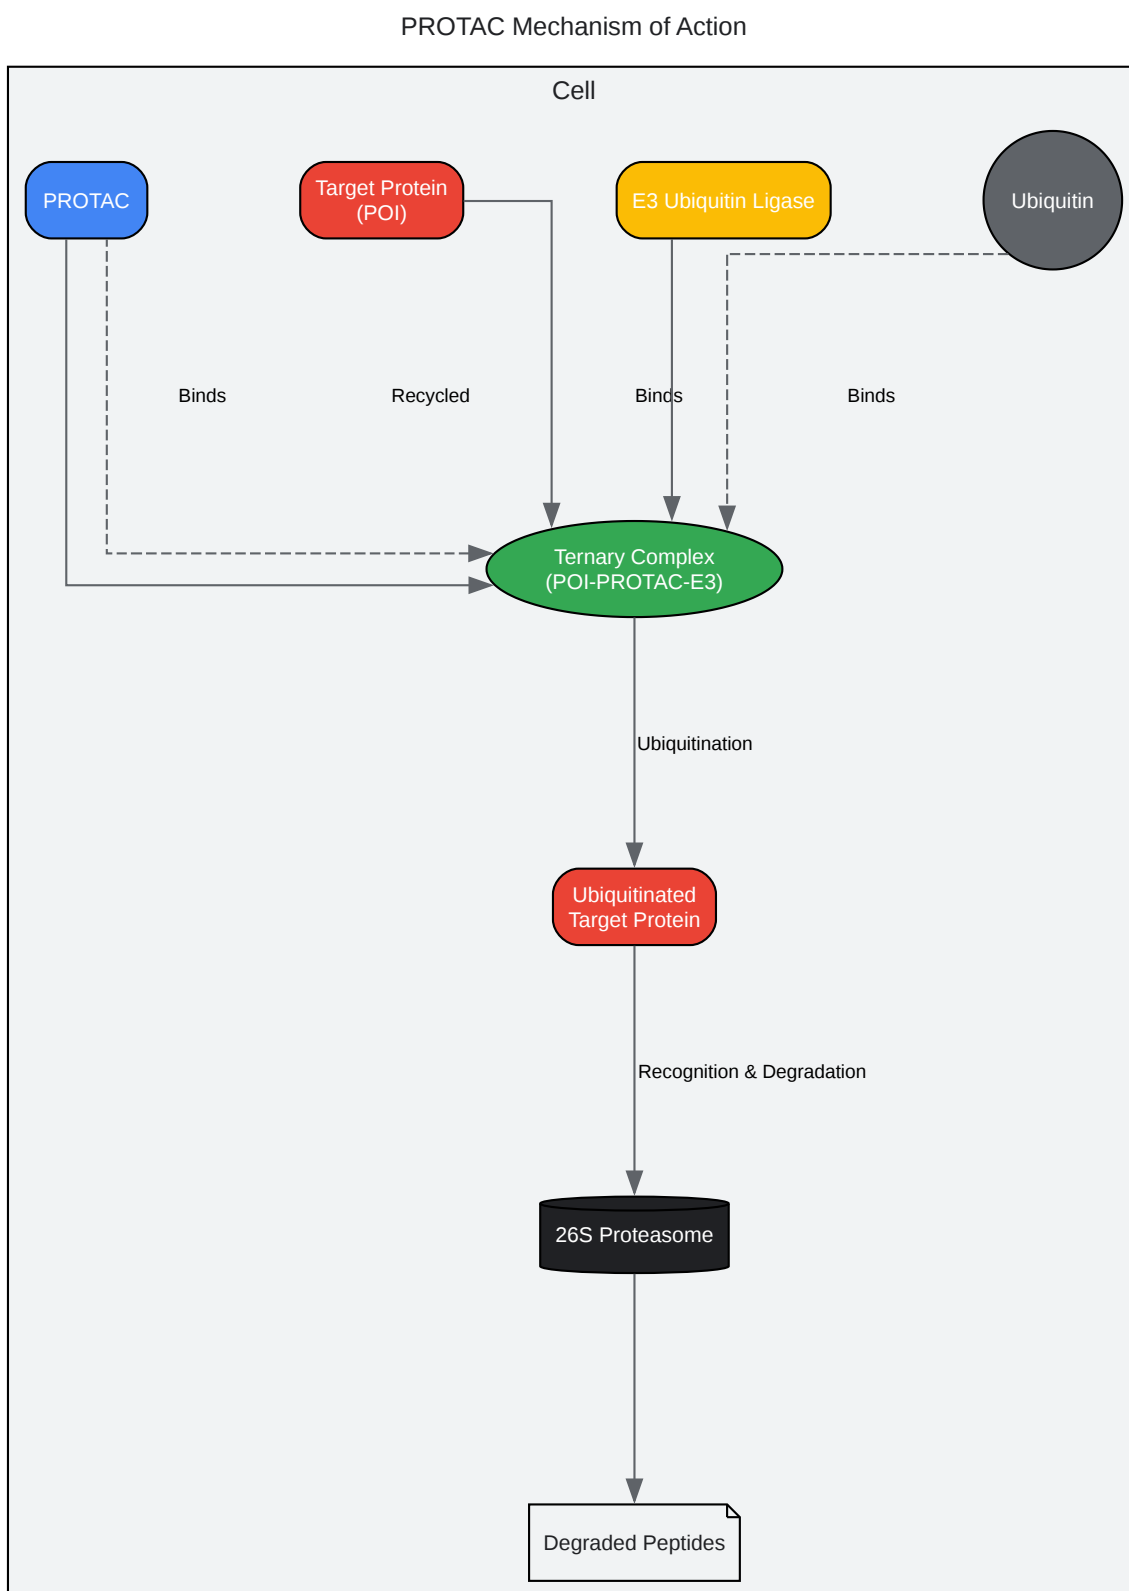 PROTAC Mechanism of Action
Cell
PROTAC
Target Protein
(POI)
E3 Ubiquitin Ligase
Ubiquitin
Binds
Recycled
Binds
Binds
Ternary Complex
(POI-PROTAC-E3)
Ubiquitination
Ubiquitinated
Target Protein
Recognition & Degradation
26S Proteasome
Degraded Peptides